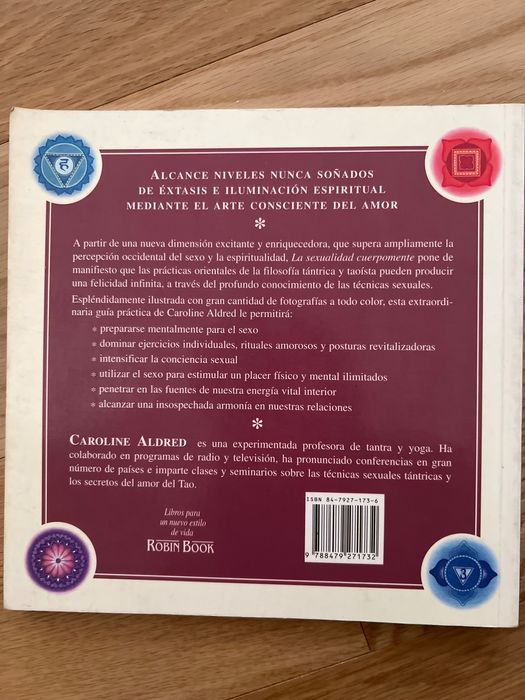 ALCANCE NIVELES NUNCA SOÑADOS
DE ÉXTASIS E ILUMINACIÓN ESPIRITUAL
MEDIANTE EL ARTE CONSCIENTE DEL AMOR
*
A partir de una nueva dimensión excitante y enriquecedora, que supera ampliamente la
percepción occidental del sexo y la espiritualidad, La sexualidad cuerpomente pone de
manifiesto que las prácticas orientales de la filosofía tántrica y taoísta pueden producir
una felicidad infinita, a través del profundo conocimiento de las técnicas sexuales.
Espléndidamente ilustrada con gran cantidad de fotografías a todo color, esta extraordi-
naria guía práctica de Caroline Aldred le permitirá:
* prepararse mentalmente para el sexo
* dominar ejercicios individuales, rituales amorosos y posturas revitalizadoras
* intensificar la conciencia sexual
* utilizar el sexo para estimular un placer físico y mental ilimitados
* penetrar en las fuentes de nuestra energía vital interior
* alcanzar una insospechada armonía en nuestras relaciones
*
CAROLINE ALDRED es una experimentada profesora de tantra y yoga. Ha
colaborado en programas de radio y televisión, ha pronunciado conferencias en gran
número de países e imparte clases y seminarios sobre las técnicas sexuales tántricas y
los secretos del amor del Tao.
Libros para
un nuevo estilo
de vida
ROBIN BOOK
ISBN 84-7927-173-6
9 788479 271732